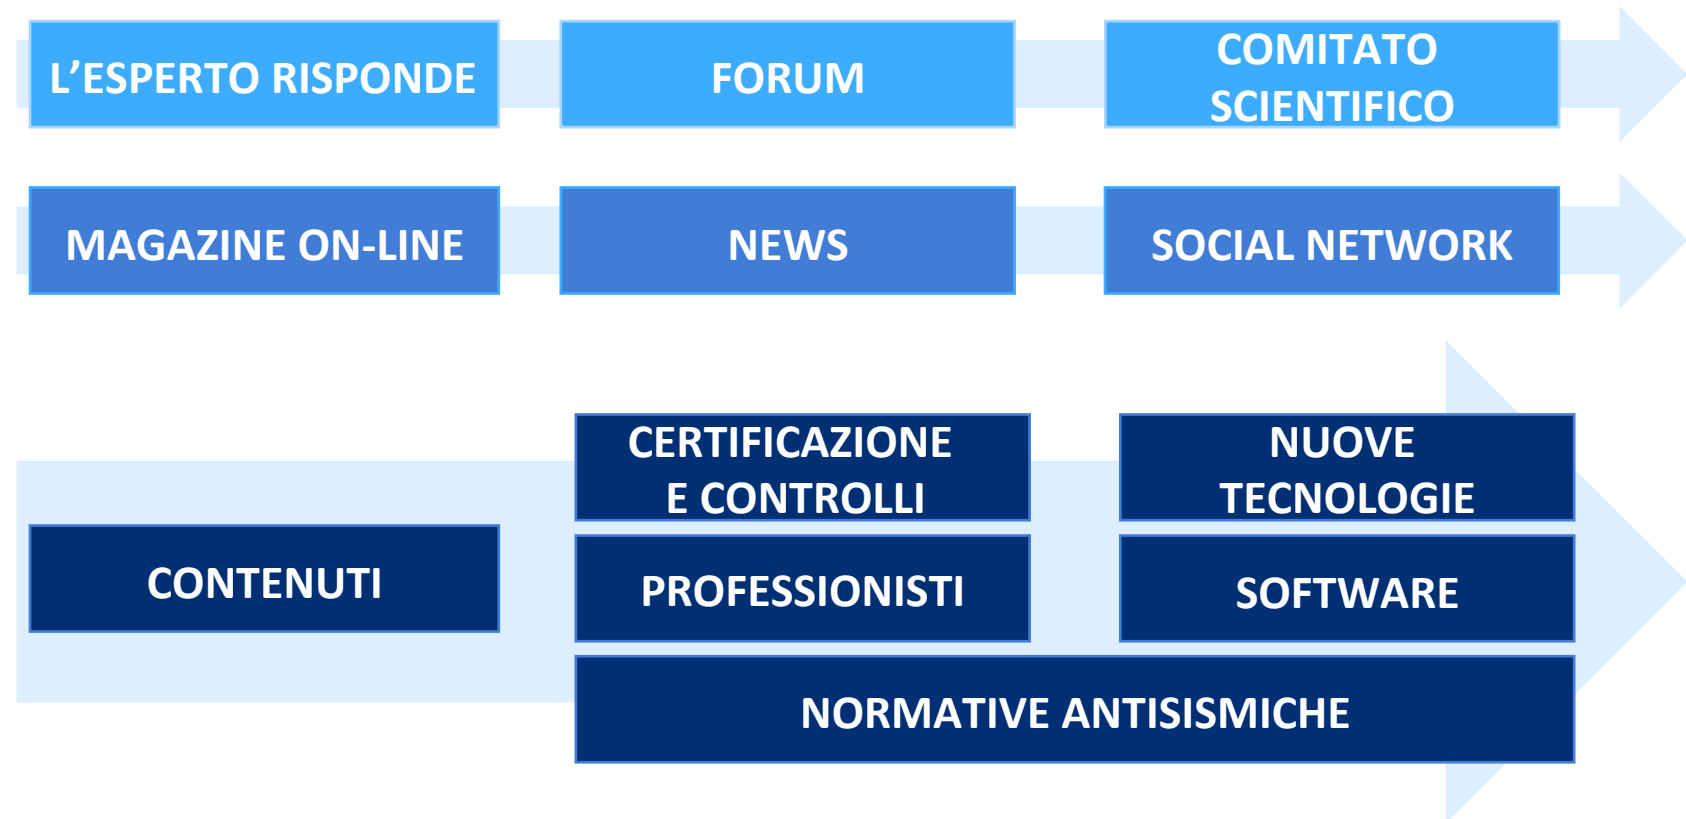 L’ESPERTO RISPONDE
FORUM
COMITATO
SCIENTIFICO
MAGAZINE ON-LINE
NEWS
SOCIAL NETWORK
CONTENUTI
CERTIFICAZIONE
E CONTROLLI
NUOVE
TECNOLOGIE
PROFESSIONISTI
SOFTWARE
NORMATIVE ANTISISMICHE